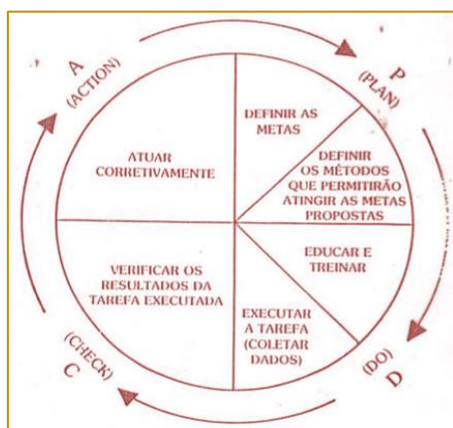 A
(ACTION)
P
(PLAN)
DEFINIR AS
METAS
DEFINIR
OS MÉTODOS
QUE PERMITIRÃO
ATINGIR AS METAS
PROPOSTAS
ATUAR
CORRETIVAMENTE
EDUCAR E
TREINAR
VERIFICAR OS
RESULTADOS DA
TAREFA EXECUTADA
EXECUTAR
A TAREFA
(COLETAR
DADOS)
(CHECK)
C
(DO)
D